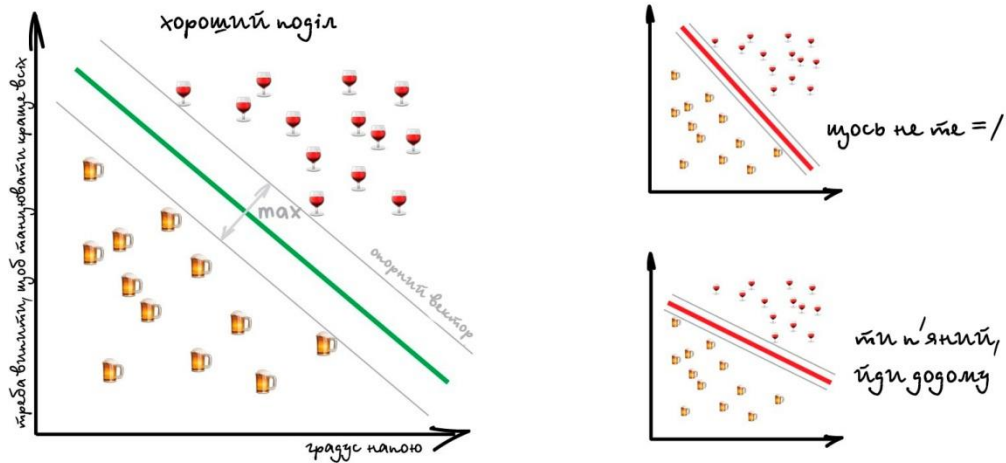 хороший поділ
треба випити, щоб танцювати краще всіх
max
опорний вектор
градус напою
щось не те =/
ти п'яний,
йди додому